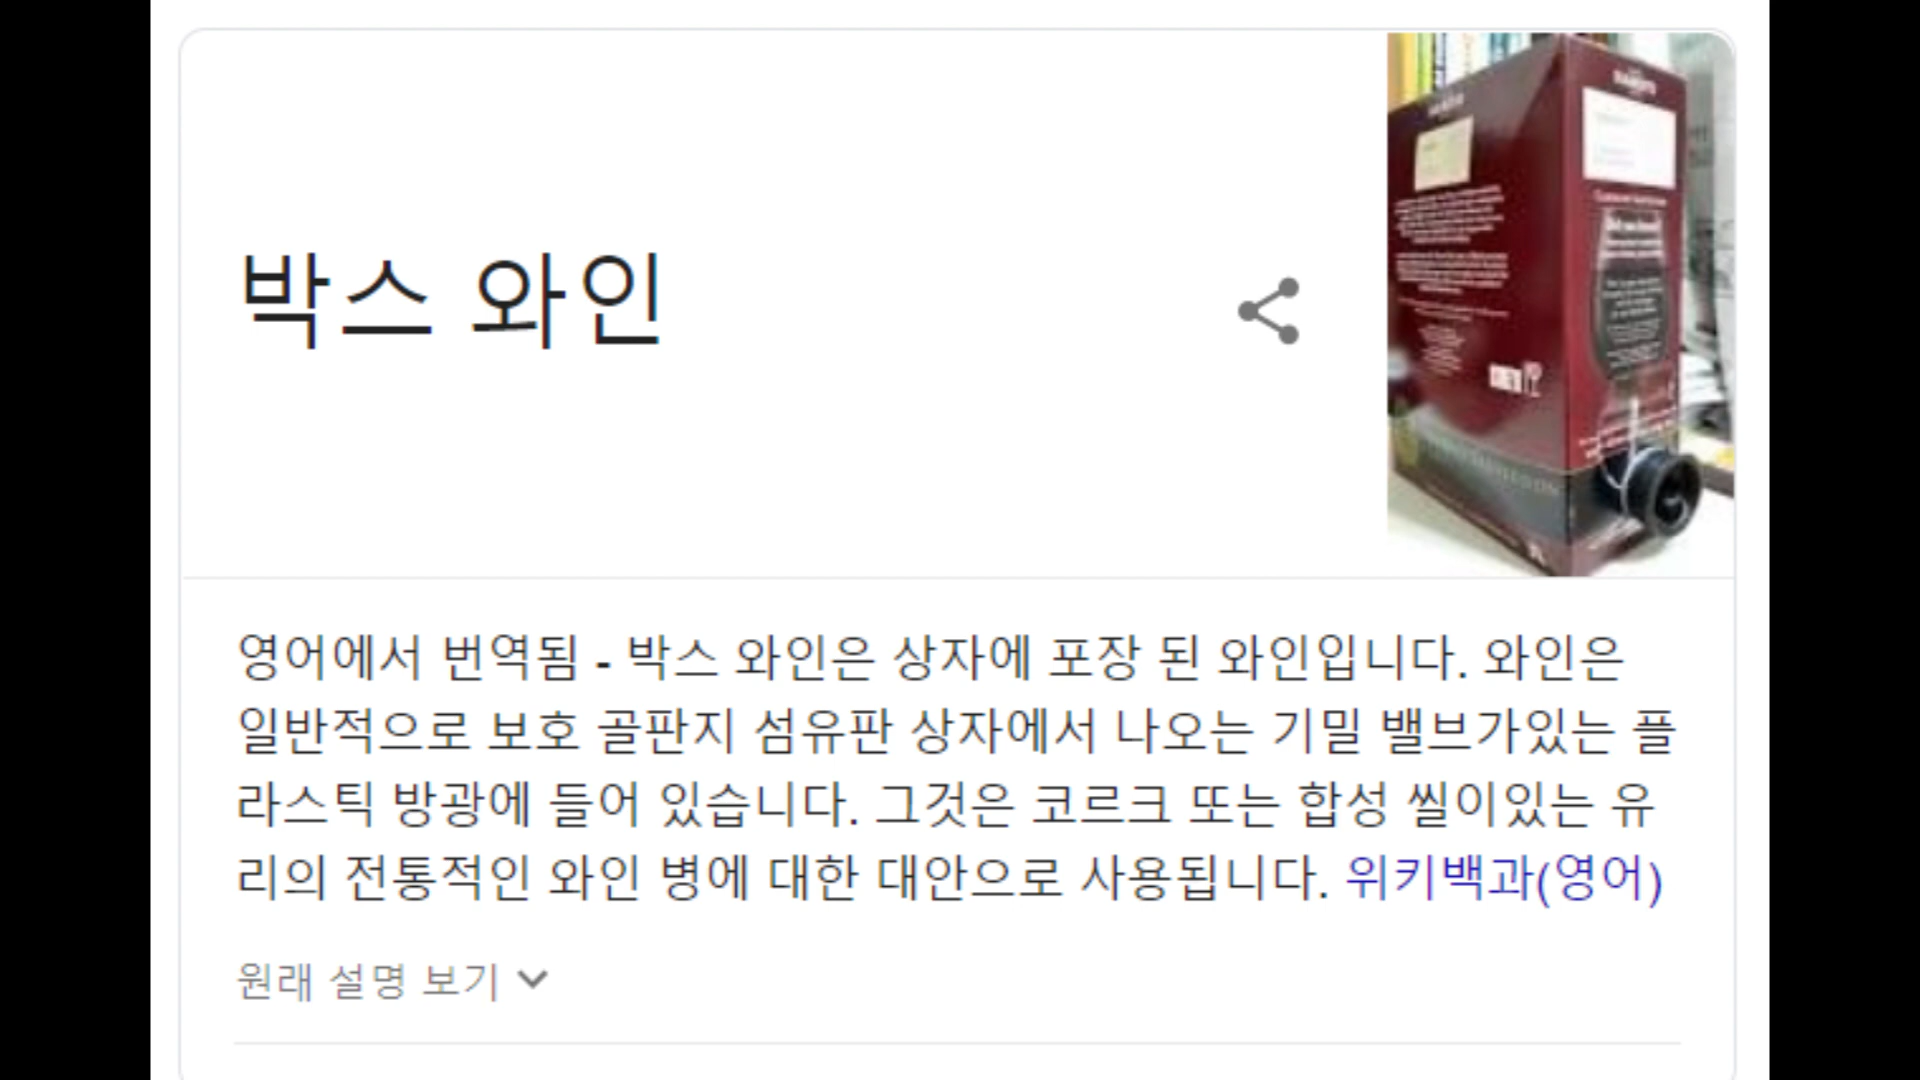 박스 와인
영어에서 번역됨 - 박스 와인은 상자에 포장 된 와인입니다. 와인은
일반적으로 보호 골판지 섬유판 상자에서 나오는 기밀 밸브가있는 플
라스틱 방광에 들어 있습니다. 그것은 코르크 또는 합성 씰이있는 유
리의 전통적인 와인 병에 대한 대안으로 사용됩니다. 위키백과(영어)
원래 설명 보기